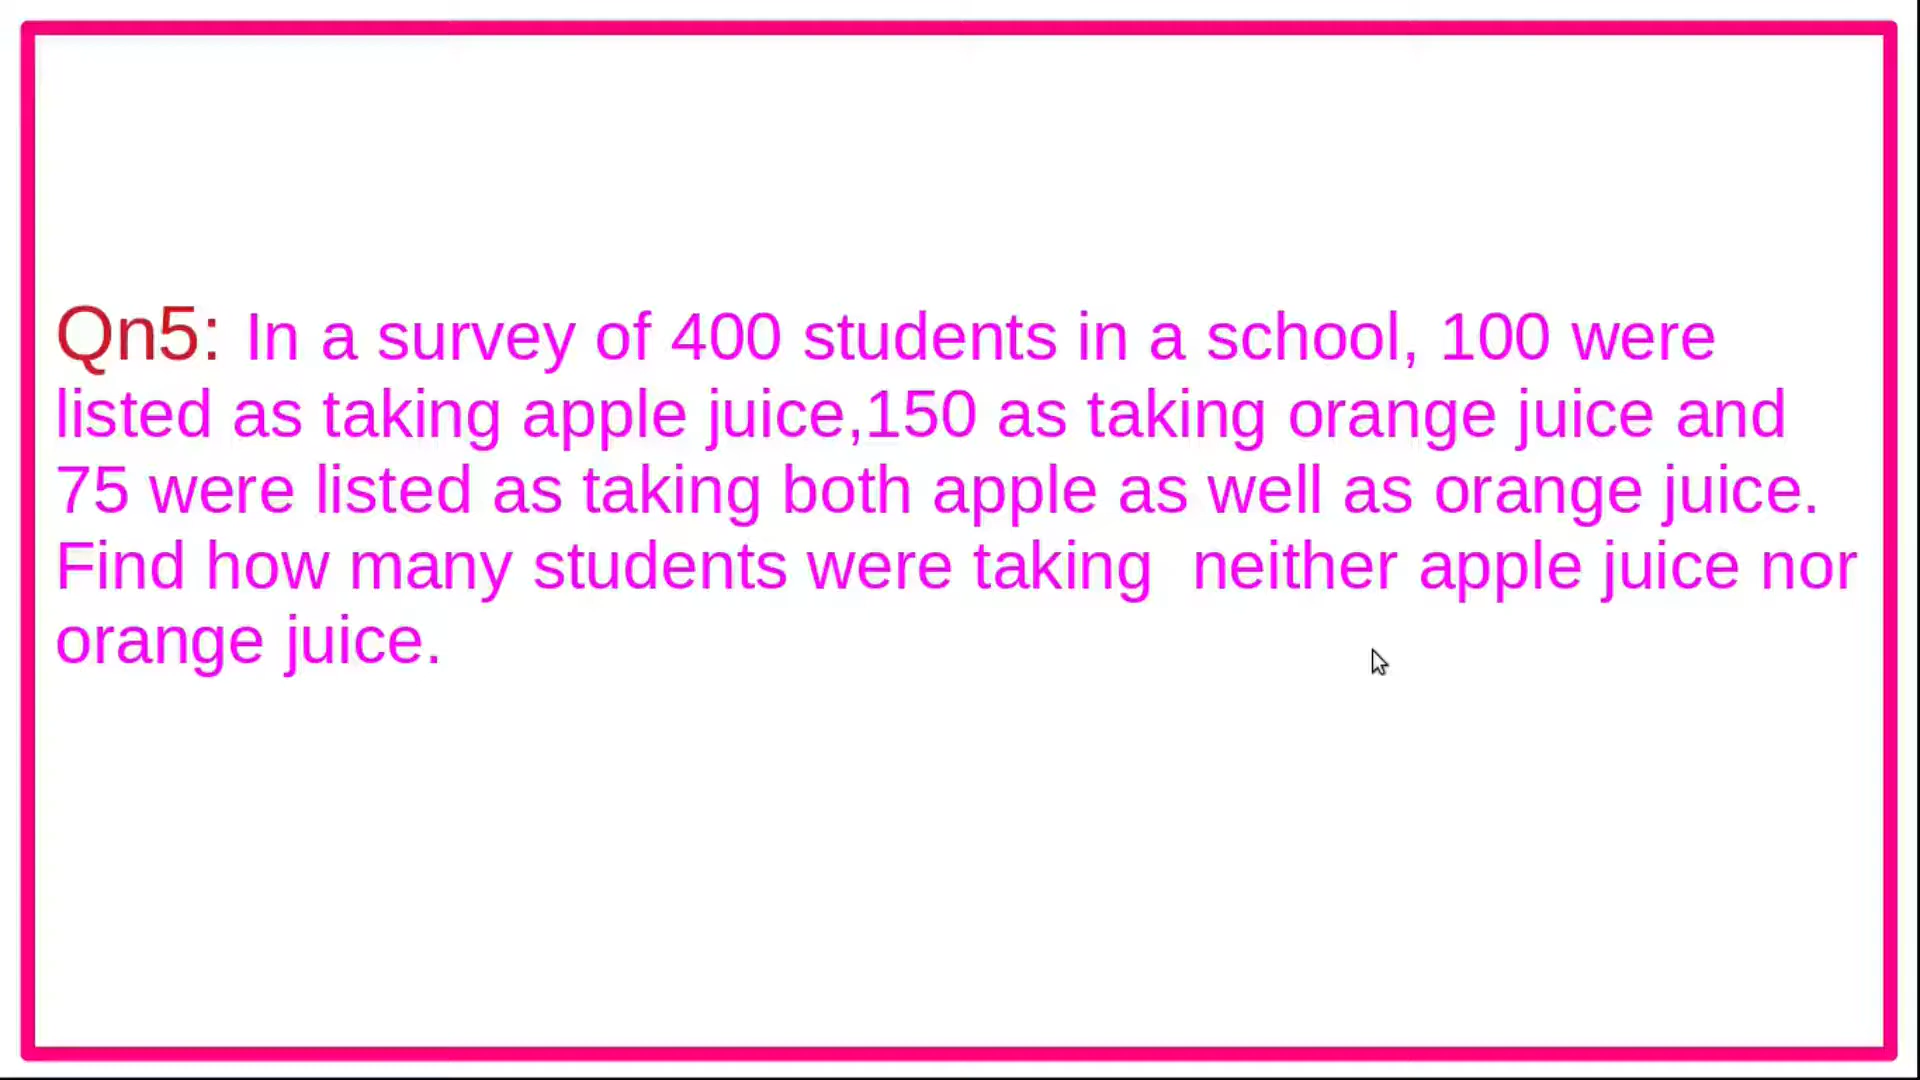 Qn5: In a survey of 400 students in a school, 100 were
listed as taking apple juice,150 as taking orange juice and
75 were listed as taking both apple as well as orange juice.
Find how many students were taking  neither apple juice nor
orange juice.